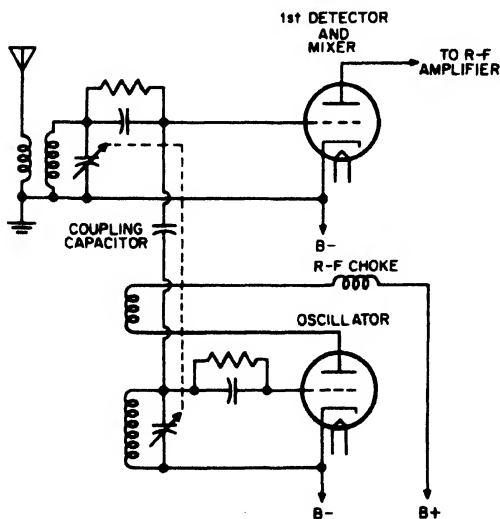 1ST DETECTOR
AND
MIXER
TO R-F
AMPLIFIER
COUPLING
CAPACITOR
B-
R-F CHOKE
OSCILLATOR
B-
B+